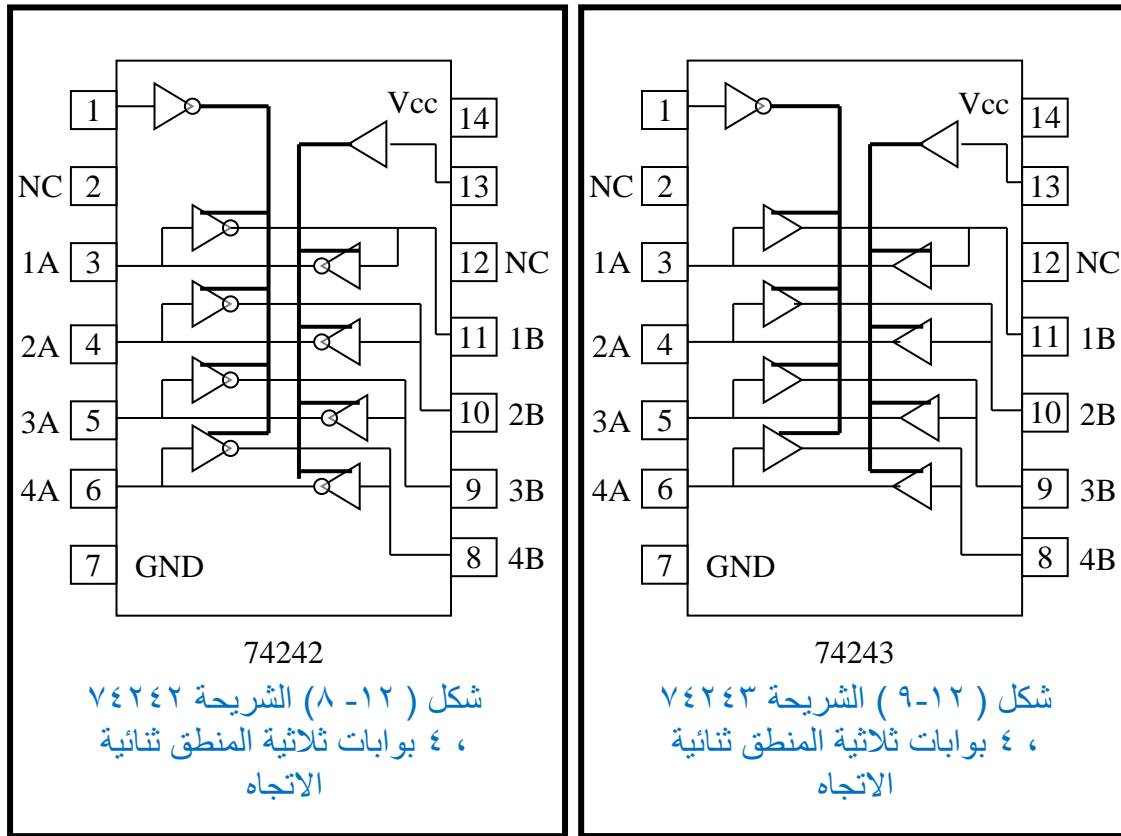 1
Vcc
14
NC 2
13
1A 3
12 NC
2A 4
11 1B
3A 5
10 2B
4A 6
9 3B
7 GND
8 4B
74242
شكل ( ١٢- ٨) الشريحة ٧٤٢٤٢
، ٤ بوابات ثلاثية المنطق ثنائية
الاتجاه
1
Vcc
14
NC 2
13
1A 3
12 NC
2A 4
11 1B
3A 5
10 2B
4A 6
9 3B
7 GND
8 4B
74243
شكل ( ١٢-٩ ) الشريحة ٧٤٢٤٣
، ٤ بوابات ثلاثية المنطق ثنائية
الاتجاه